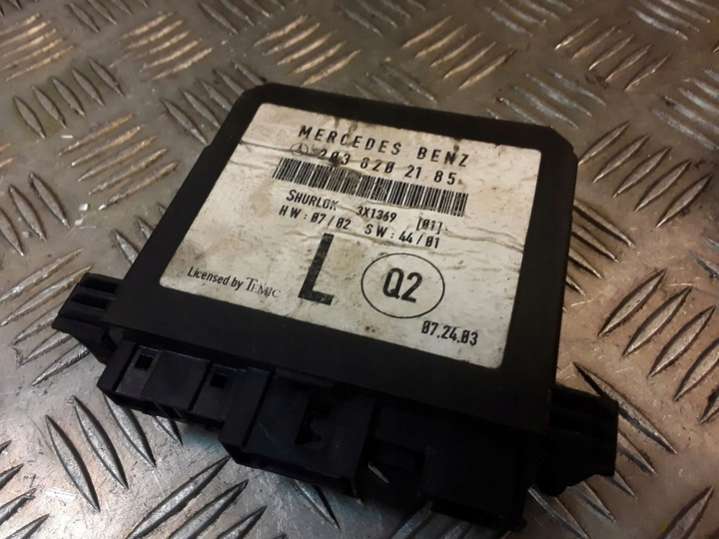 MERCEDES BENZ
203 820 21 85
SHURLOK 3X1369 [01]
HW:07/02 SW:44/01
Licensed by TEMIC
L
Q2
07.24.03